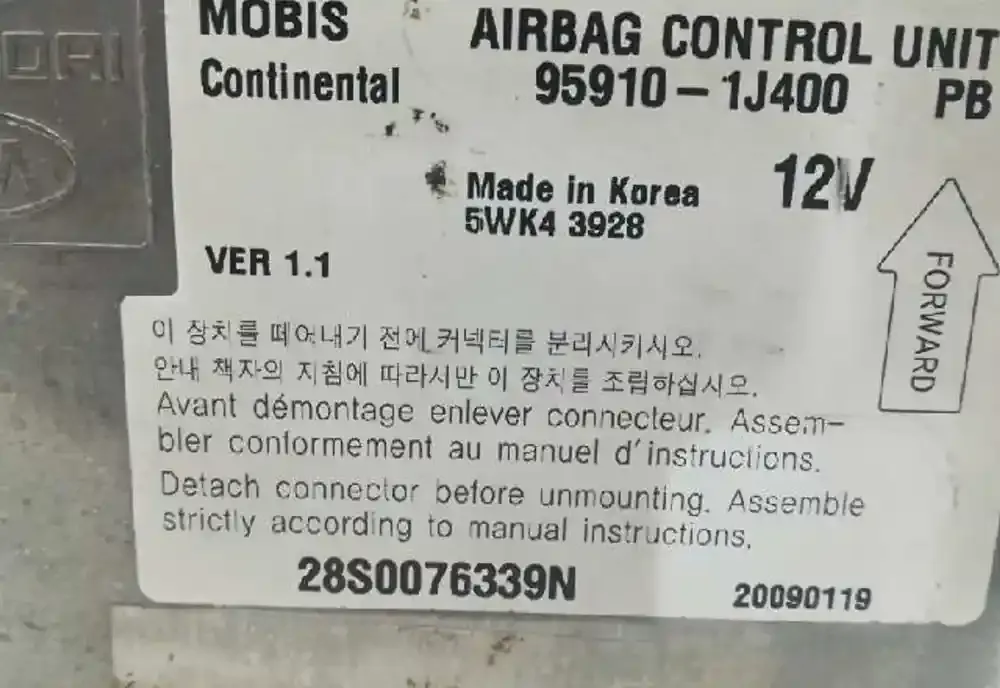 MOBIS AIRBAG CONTROL UNIT
Continental 95910-1J400 PB
Made in Korea 12V
5WK4 3928
VER 1.1
FORWARD
이 장치를 떼어내기 전에 커넥터를 분리시키시오.
안내 책자의 지침에 따라서만 이 장치를 조립하십시오.
Avant démontage enlever connecteur. Assem-
bler conformement au manuel d'instructions.
Detach connector before unmounting. Assemble
strictly according to manual instructions.
28S0076339N 20090119